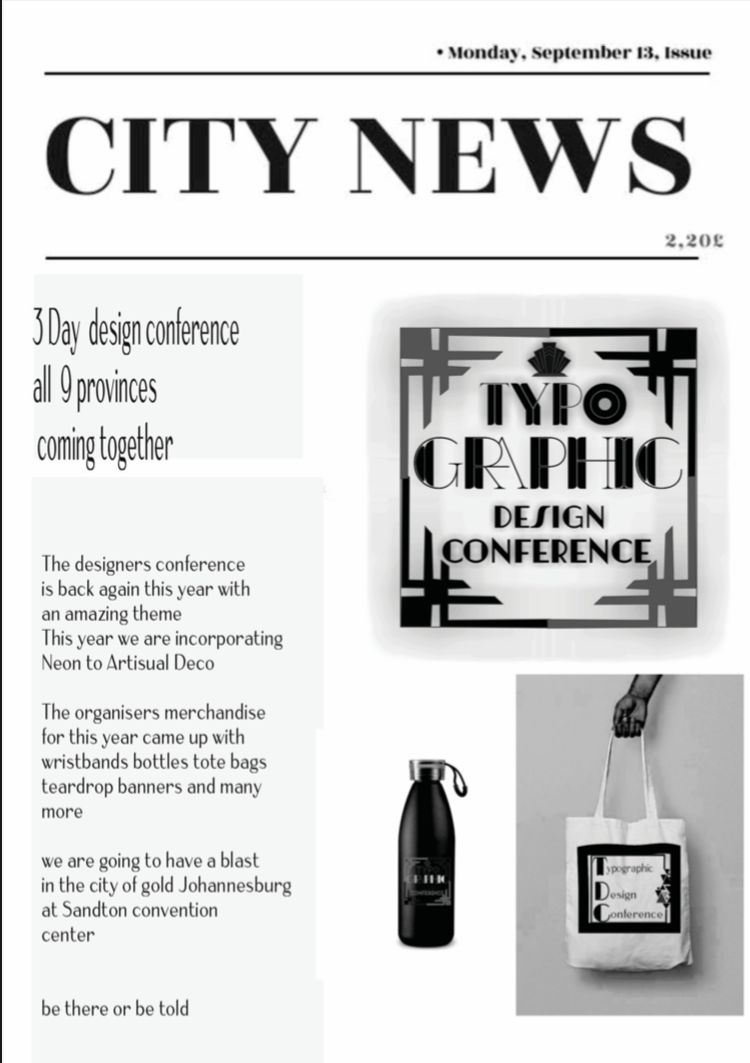 • Monday, September 13, Issue
CITY NEWS
2,20£
3 Day design conference
all 9 provinces
coming together
The designers conference
is back again this year with
an amazing theme
This year we are incorporating
Neon to Artisual Deco
The organisers merchandise
for this year came up with
wristbands bottles tote bags
teardrop banners and many
more
we are going to have a blast
in the city of gold Johannesburg
at Sandton convention
center
be there or be told
TYPO
GRAPHIC
DESIGN
CONFERENCE
GRAPHIC
CONFERENCE
Typographic
Design
Conference